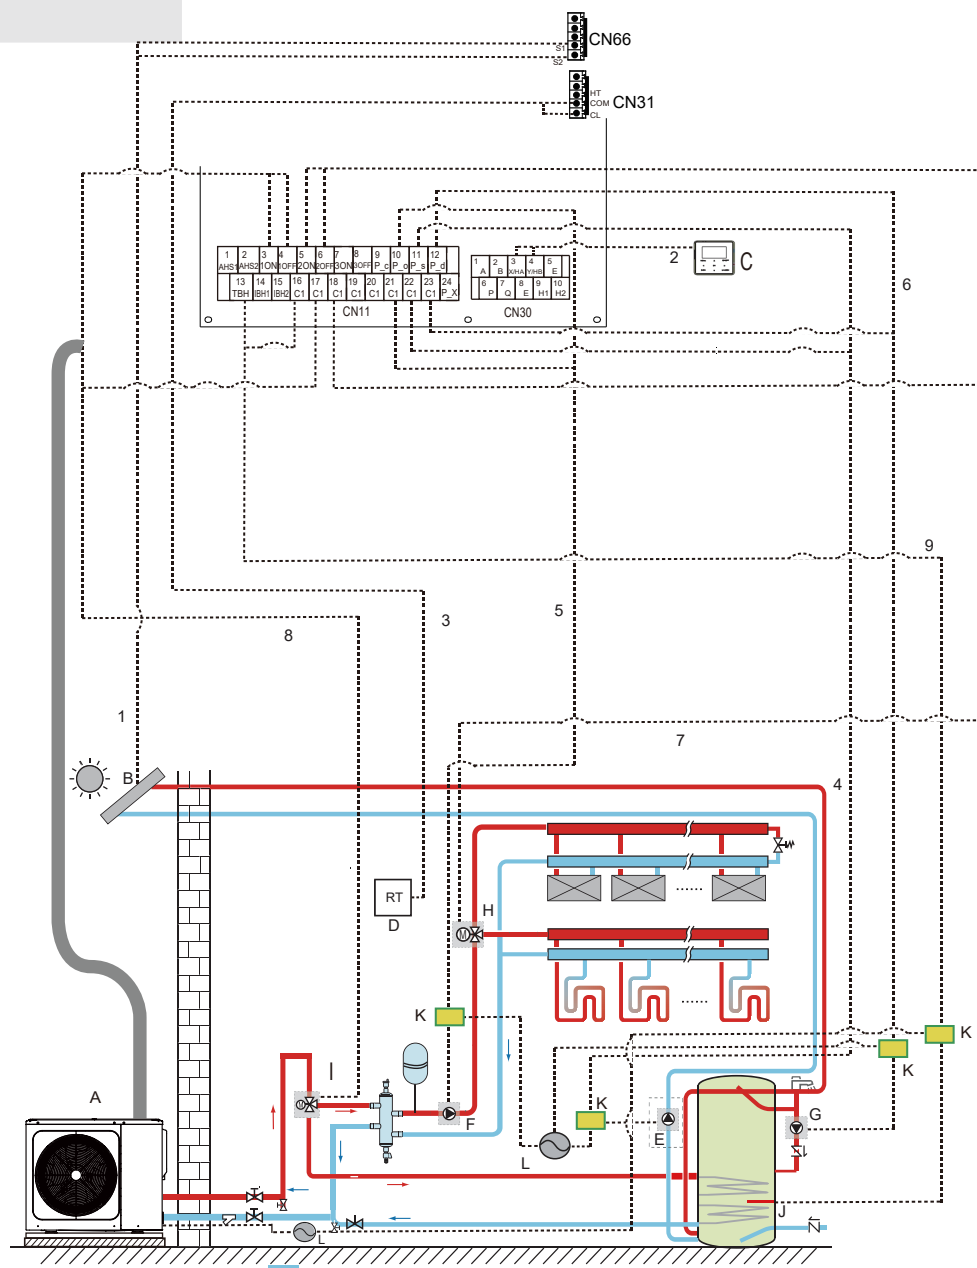 CN66
S1
S2
HT
CN31
COM
CL
1 2 3 4 5 6 7 8 9 10 11 12
AHS1 AHS2 1ON 1OFF 2ON 2OFF 3ON 3OFF P_c P_o P_s P_d
13 14 15 16 17 18 19 20 21 22 23 24
TBH IBH1 IBH2 C1 C1 C1 C1 C1 C1 C1 C1 P_X
CN11
1 2 3 4 5
A B X/HA Y/HB E
6 7 8 9 10
P Q E H1 H2
CN30
2
C
6
9
5
3
8
1
7
B
4
RT
D
H
M
K
K
K
I
A
M
K
F
G
E
L
J
L